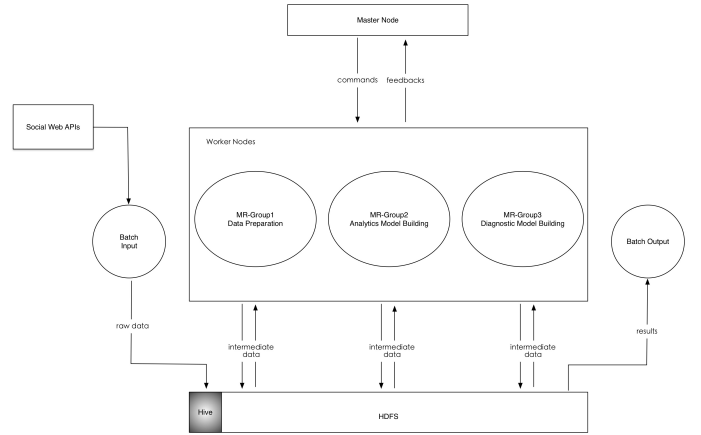 Master Node
commands
feedbacks
Social Web APIs
Worker Nodes
MR-Group1
Data Preparation
MR-Group2
Analytics Model Building
MR-Group3
Diagnostic Model Building
Batch
Input
Batch Output
raw data
intermediate
data
intermediate
data
intermediate
data
results
Hive
HDFS